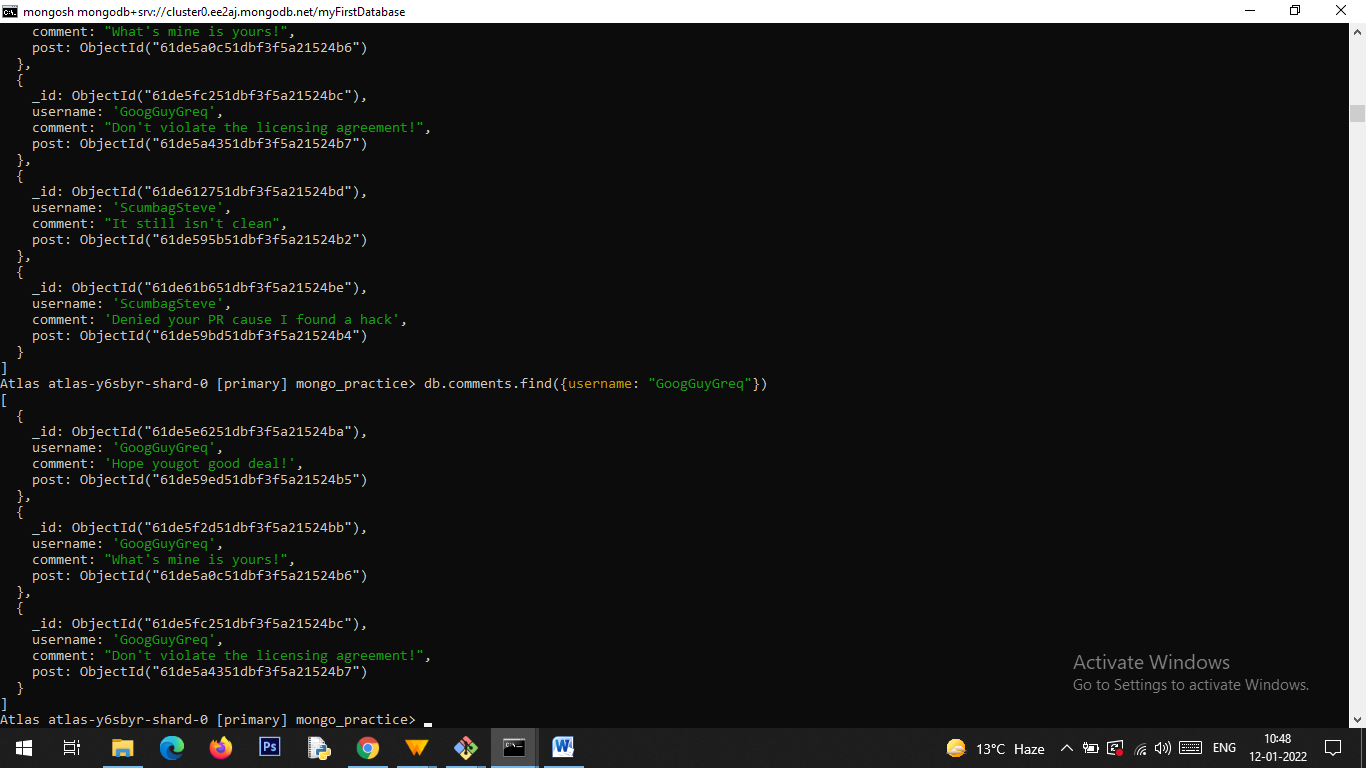 mongosh mongodb+srv://cluster0.ee2aj.mongodb.net/myFirstDatabase
comment: "What's mine is yours!",
post: ObjectId("61de5a0c51dbf3f5a21524b6")
},
{
_id: ObjectId("61de5fc251dbf3f5a21524bc"),
username: 'GoogGuyGreq',
comment: "Don't violate the licensing agreement!",
post: ObjectId("61de5a4351dbf3f5a21524b7")
},
{
_id: ObjectId("61de612751dbf3f5a21524bd"),
username: 'ScumbagSteve',
comment: "It still isn't clean",
post: ObjectId("61de595b51dbf3f5a21524b2")
},
{
_id: ObjectId("61de61b651dbf3f5a21524be"),
username: 'ScumbagSteve',
comment: 'Denied your PR cause I found a hack',
post: ObjectId("61de59bd51dbf3f5a21524b4")
}
]
Atlas atlas-y6sbyr-shard-0 [primary] mongo_practice> db.comments.find({username: "GoogGuyGreq"})
[
{
_id: ObjectId("61de5e6251dbf3f5a21524ba"),
username: 'GoogGuyGreq',
comment: 'Hope yougot good deal!',
post: ObjectId("61de59ed51dbf3f5a21524b5")
},
{
_id: ObjectId("61de5f2d51dbf3f5a21524bb"),
username: 'GoogGuyGreq',
comment: "What's mine is yours!",
post: ObjectId("61de5a0c51dbf3f5a21524b6")
},
{
_id: ObjectId("61de5fc251dbf3f5a21524bc"),
username: 'GoogGuyGreq',
comment: "Don't violate the licensing agreement!",
post: ObjectId("61de5a4351dbf3f5a21524b7")
}
]
Atlas atlas-y6sbyr-shard-0 [primary] mongo_practice>
Activate Windows
Go to Settings to activate Windows.
Ps
W
13°C Haze
ENG
10:48
12-01-2022